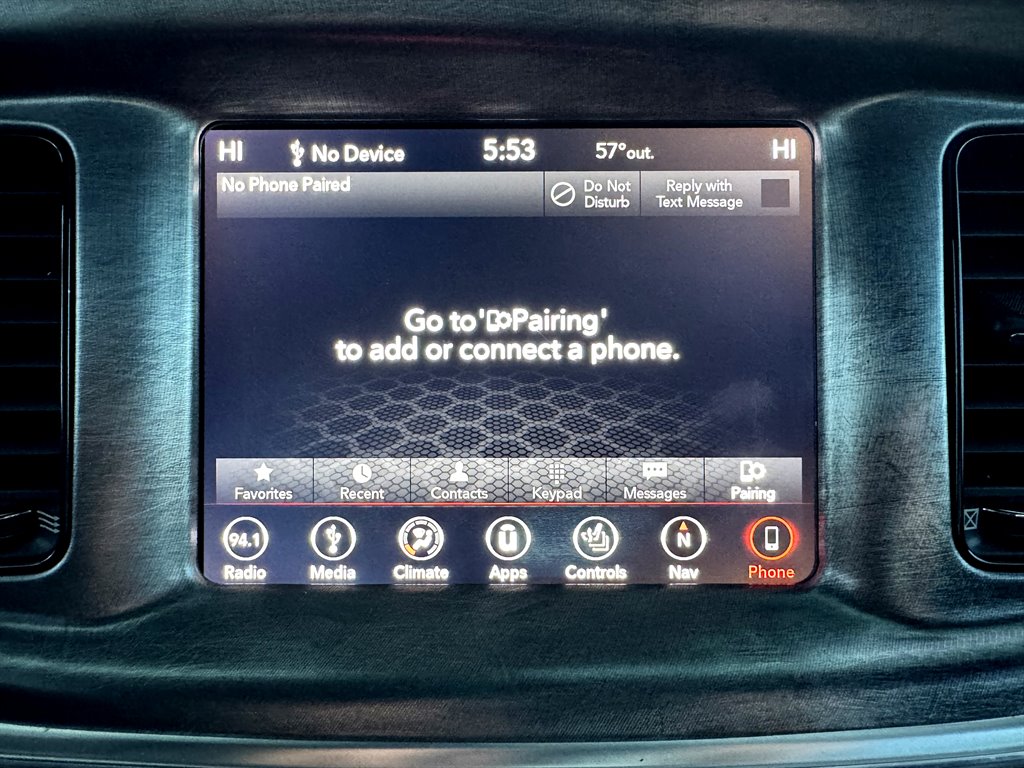 HI No Device 5:53 57°out. HI
No Phone Paired
Do Not
Disturb
Reply with
Text Message
Go to 'Pairing'
to add or connect a phone.
Favorites Recent Contacts Keypad Messages Pairing
94.1 N
Radio Media Climate Apps Controls Nav Phone